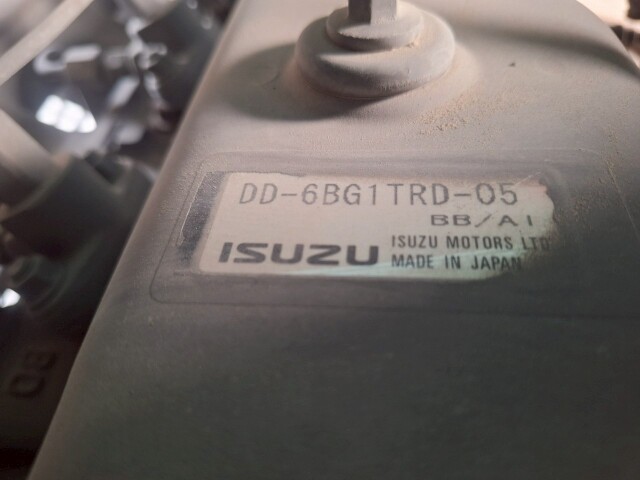 DD-6BG1TRD-05
BB/A1
ISUZU
ISUZU MOTORS LTD
MADE IN JAPAN